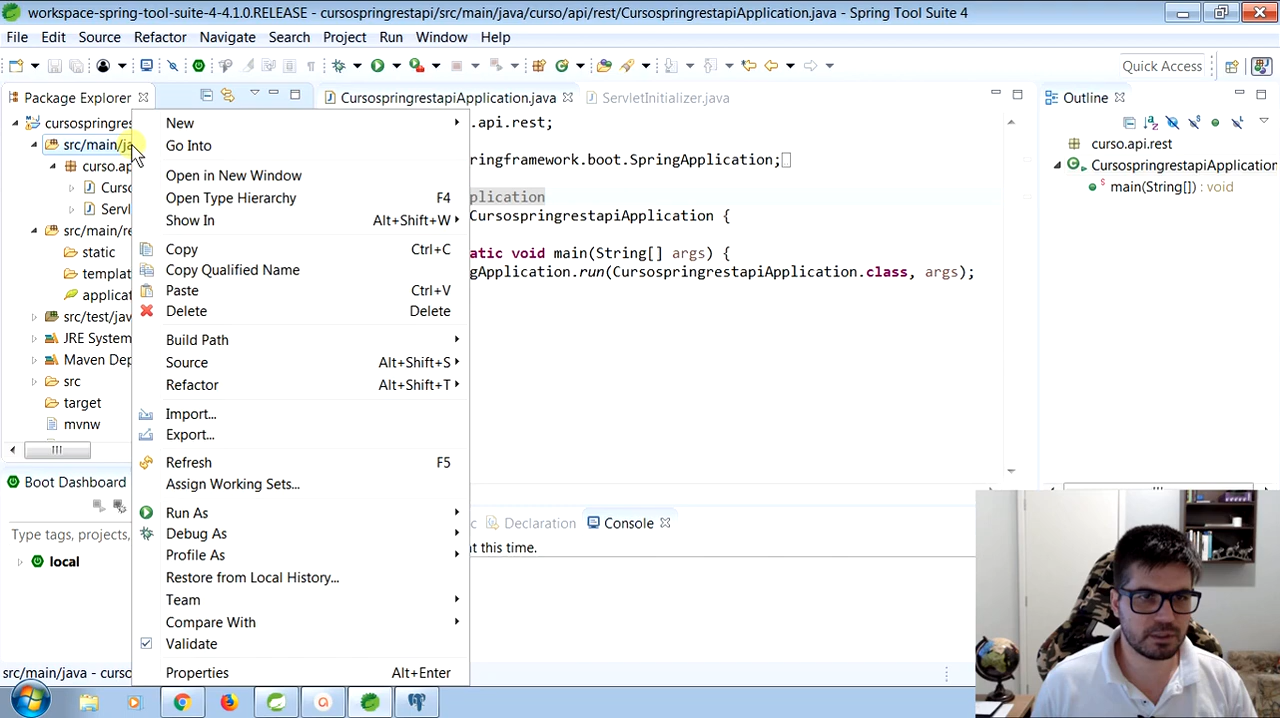 workspace-spring-tool-suite-4-4.1.0.RELEASE - cursospringrestapi/src/main/java/curso/api/rest/CursospringrestapiApplication.java - Spring Tool Suite 4
File Edit Source Refactor Navigate Search Project Run Window Help
Quick Access
Package Explorer
CursospringrestapiApplication.java
ServletInitializer.java
Outline
cursospringres
src/main/ja
curso.ap
Curso
Servl
src/main/re
static
templat
applicat
src/test/jav
JRE System
Maven Dep
src
target
mvnw
New
Go Into
Open in New Window
Open Type Hierarchy F4
Show In Alt+Shift+W
Copy Ctrl+C
Copy Qualified Name
Paste Ctrl+V
Delete Delete
Build Path
Source Alt+Shift+S
Refactor Alt+Shift+T
Import...
Export...
Refresh F5
Assign Working Sets...
Run As
Debug As
Profile As
Restore from Local History...
Team
Compare With
Validate
Properties Alt+Enter
.api.rest;
ringframework.boot.SpringApplication;
plication
CursospringrestapiApplication {
atic void main(String[] args) {
gApplication.run(CursospringrestapiApplication.class, args);
curso.api.rest
CursospringrestapiApplication
main(String[]) : void
Boot Dashboard
Type tags, projects,
local
Declaration
Console
at this time.
src/main/java - curso